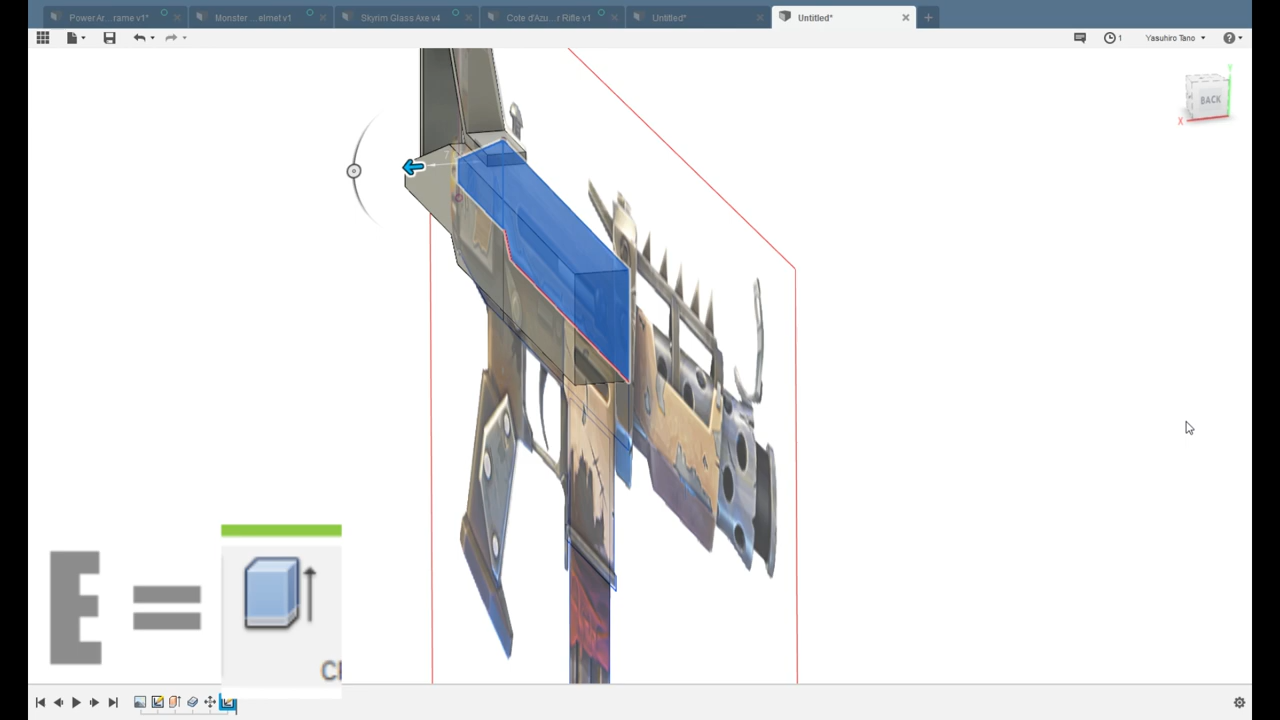 Power Ar...rame v1*
Monster ...elmet v1
Skyrim Glass Axe v4
Cote d'Azu...r Rifle v1
Untitled*
Untitled*
1
Yasuhiro Tano
BACK
X
E =